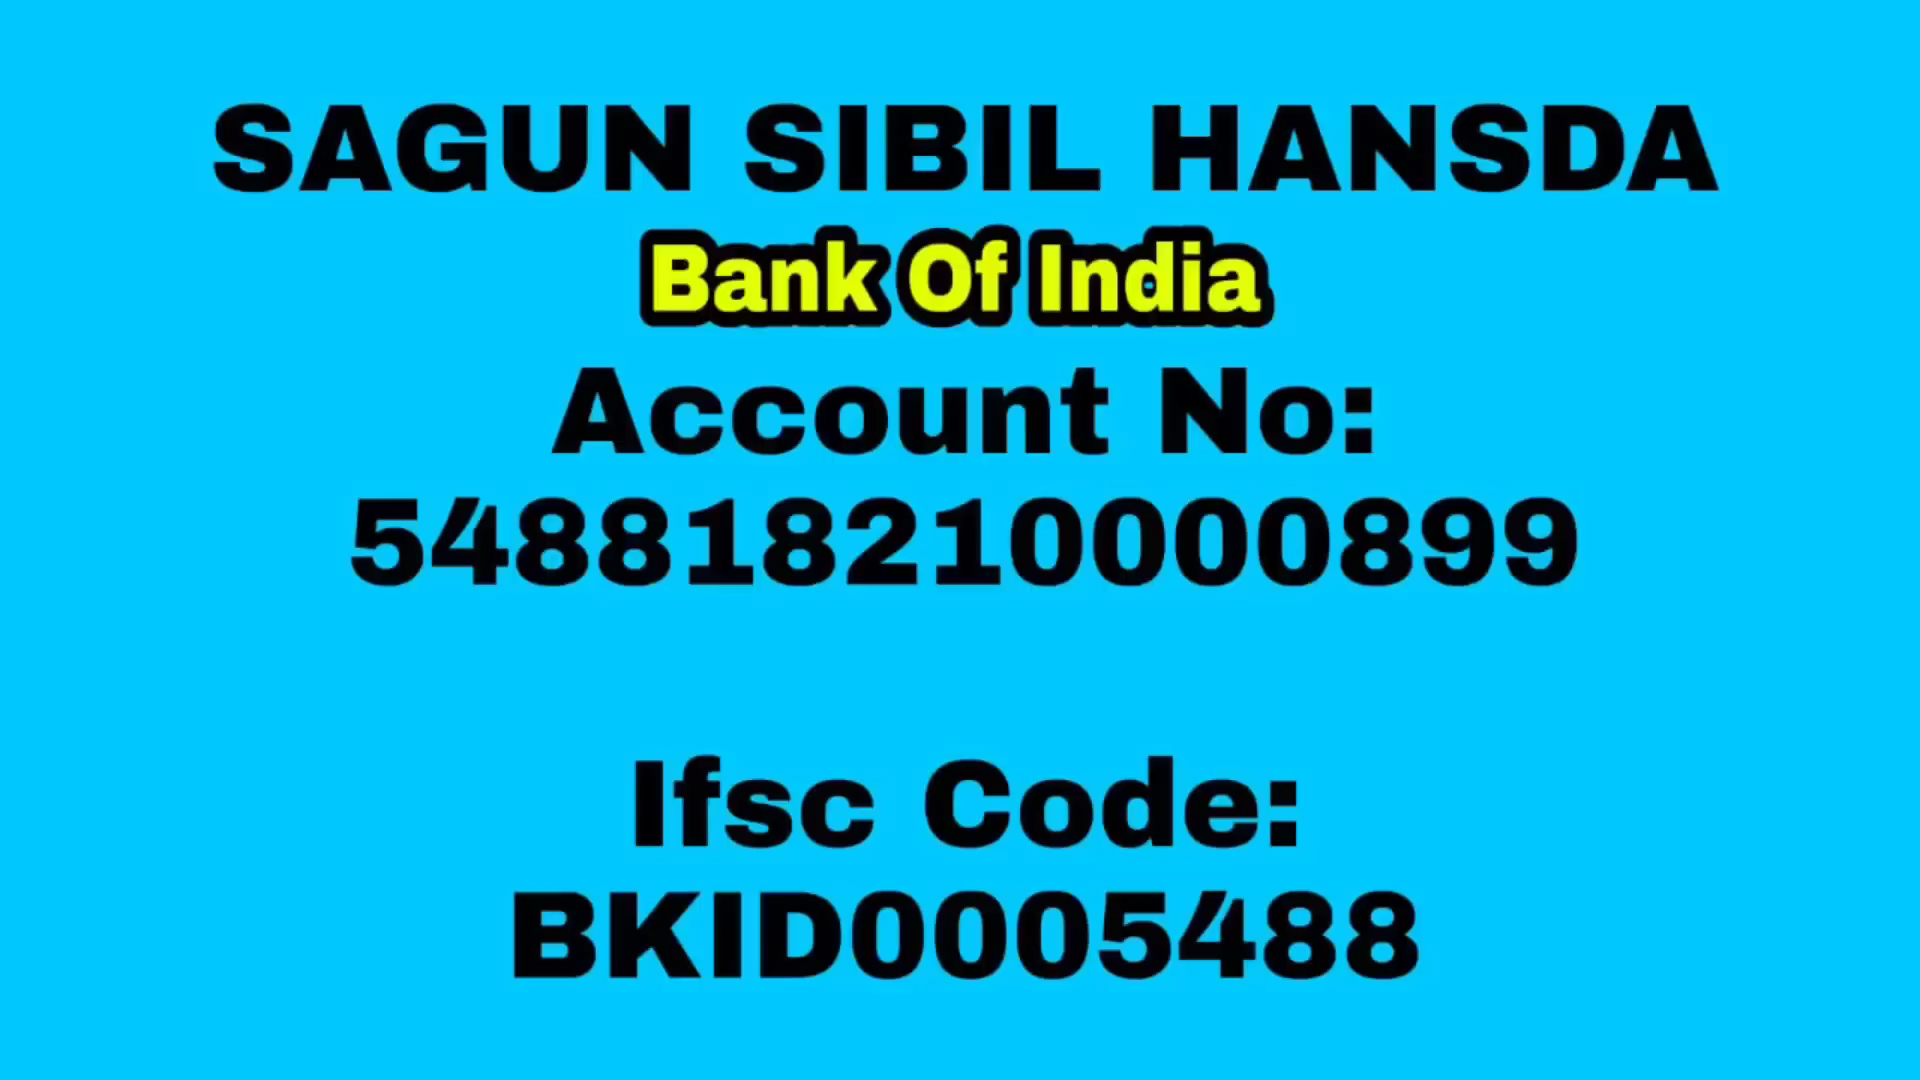 SAGUN SIBIL HANSDA
Bank Of India
Account No:
548818210000899
Ifsc Code:
BKID0005488